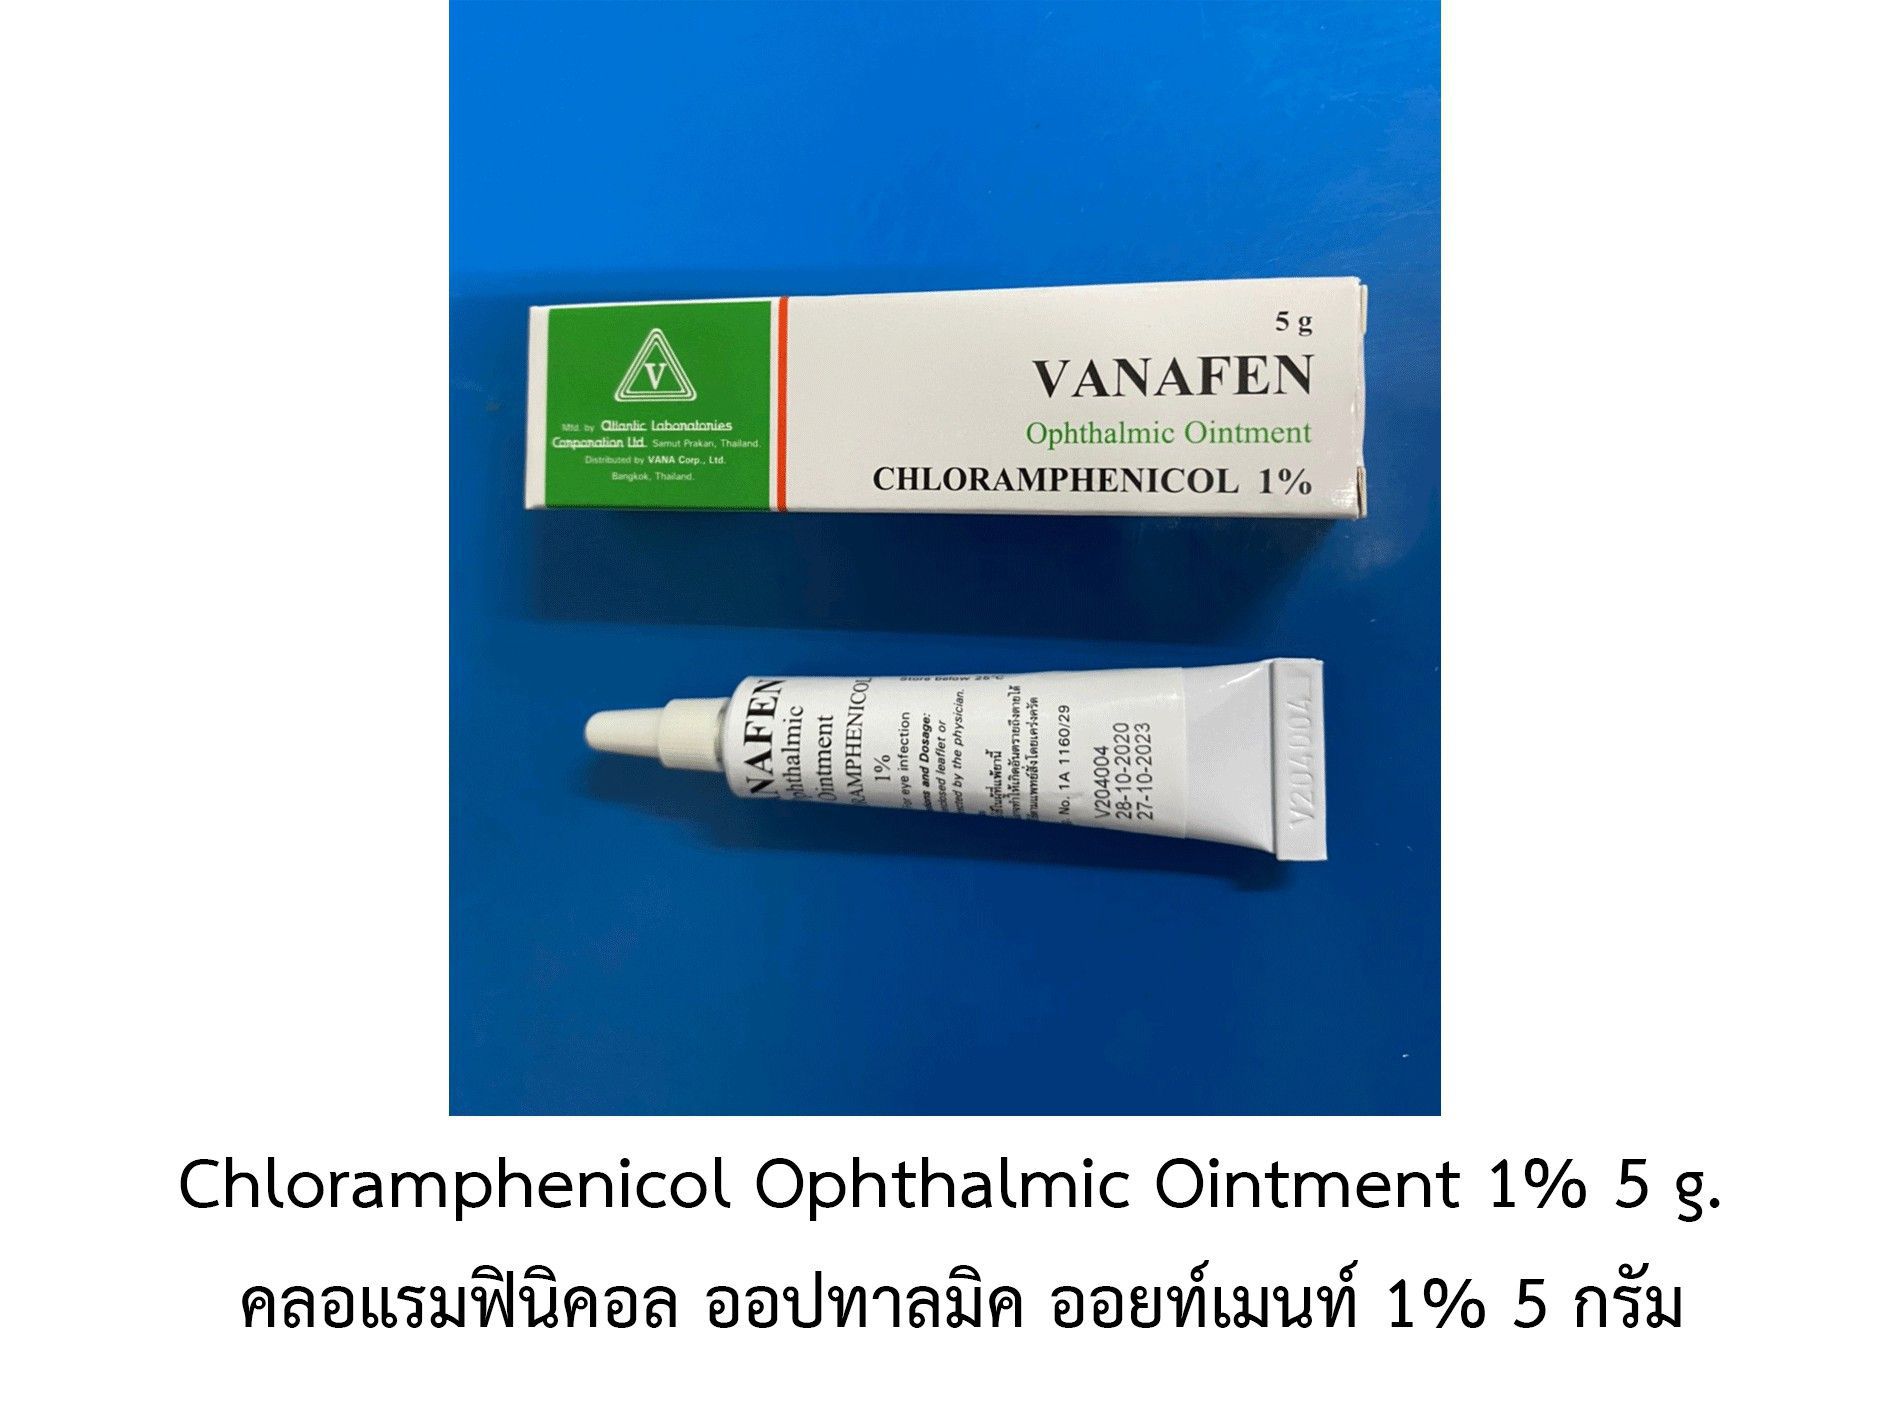 5 g
VANAFEN
Ophthalmic Ointment
CHLORAMPHENICOL 1%
V
Mfd. by Atlantic Laboratories
Corporation Ltd. Samut Prakan, Thailand.
Distributed by VANA Corp., Ltd.
Bangkok, Thailand.
NAFEN
phthalmic
Ointment
RAMPHENICOL
1%
eye infection
and Dosage:
leaflet or
by the physician.
Store below 25°C
No. 1A 1160/29
V204004
28-10-2020
27-10-2023
V204004
Chloramphenicol Ophthalmic Ointment 1% 5 g.
คลอแรมฟินิคอล ออปทาลมิค ออยท์เมนท์ 1% 5 กรัม